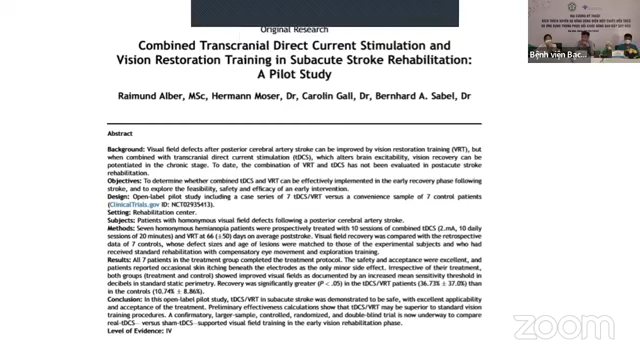 Original Research
Combined Transcranial Direct Current Stimulation and
Vision Restoration Training in Subacute Stroke Rehabilitation:
A Pilot Study
Raimund Alber, MSc, Hermann Moser, Dr, Carolin Gall, Dr, Bernhard A. Sabel, Dr
Abstract
Background: Visual field defects after posterior cerebral artery stroke can be improved by vision restoration training (VRT), but
when combined with transcranial direct current stimulation (tDCS), which alters brain excitability, vision recovery can be
potentiated in the chronic stage. To date, the combination of VRT and tDCS has not been evaluated in postacute stroke
rehabilitation.
Objectives: To determine whether combined tDCS and VRT can be effectively implemented in the early recovery phase following
stroke, and to explore the feasibility, safety and efficacy of an early intervention.
Design: Open-label pilot study including a case series of 7 tDCS/VRT versus a convenience sample of 7 control patients
(ClinicalTrials.gov ID: NCT02935413).
Setting: Rehabilitation center.
Subjects: Patients with homonymous visual field defects following a posterior cerebral artery stroke.
Methods: Seven homonymous hemianopia patients were prospectively treated with 10 sessions of combined tDCS (2.mA, 10 daily
sessions of 20 minutes) and VRT at 66 (±50) days on average poststroke. Visual field recovery was compared with the retrospective
data of 7 controls, whose defect sizes and age of lesions were matched to those of the experimental subjects and who had
received standard rehabilitation with compensatory eye movement and exploration training.
Results: All 7 patients in the treatment group completed the treatment protocol. The safety and acceptance were excellent, and
patients reported occasional skin itching beneath the electrodes as the only minor side effect. Irrespective of their treatment,
both groups (treatment and control) showed improved visual fields as documented by an increased mean sensitivity threshold in
decibels in standard static perimetry. Recovery was significantly greater (P < .05) in the tDCS/VRT patients (36.73% ± 37.0%) than
in the controls (10.74% ± 8.86%).
Conclusion: In this open-label pilot study, tDCS/VRT in subacute stroke was demonstrated to be safe, with excellent applicability
and acceptance of the treatment. Preliminary effectiveness calculations show that tDCS/VRT may be superior to standard vision
training procedures. A confirmatory, larger-sample, controlled, randomized, and double-blind trial is now underway to compare
real-tDCS— versus sham-tDCS—supported visual field training in the early vision rehabilitation phase.
Level of Evidence: IV
Bệnh viện Bạc...
zoom